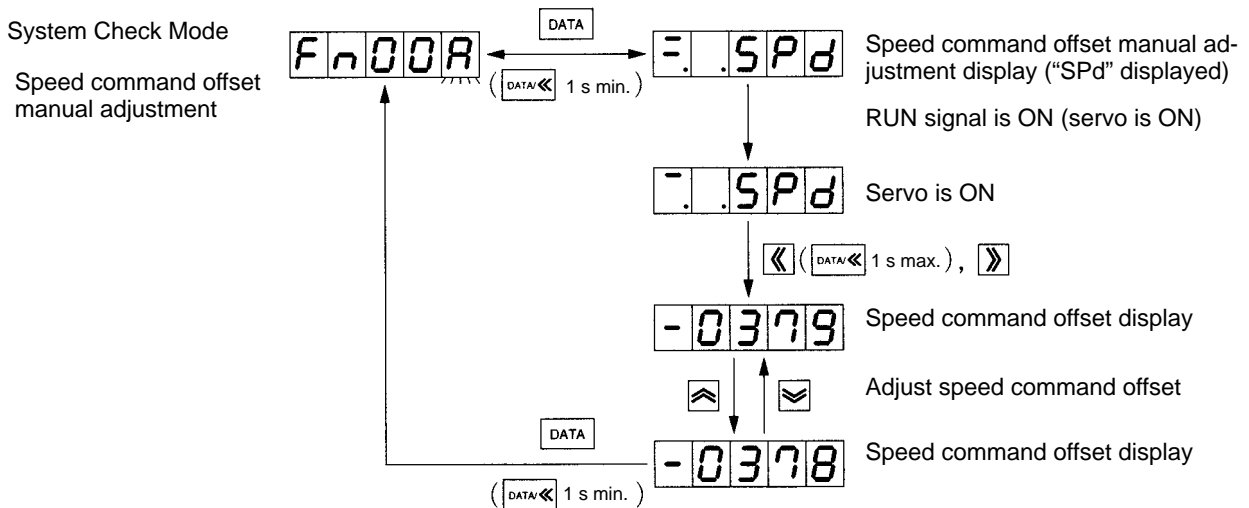 System Check Mode
Speed command offset
manual adjustment
Fn00A
DATA
(DATA/≪ 1 s min.)
=. .SPd
Speed command offset manual ad-
justment display (“SPd” displayed)
RUN signal is ON (servo is ON)
-. .SPd
Servo is ON
≪ (DATA/≪ 1 s max.) , ≫
-0379
Speed command offset display
Adjust speed command offset
DATA
(DATA/≪ 1 s min.)
-0378
Speed command offset display